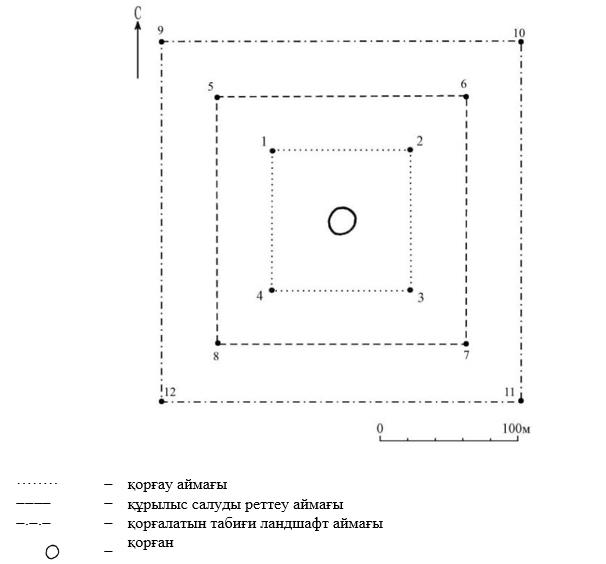 С
9
10
5
6
1
2
4
3
8
7
12
11
0
100м
........ – қорғау аймағы
–––– – құрылыс салуды реттеу аймағы
–·–·– – қорғалатын табиғи ландшафт аймағы
– қорған